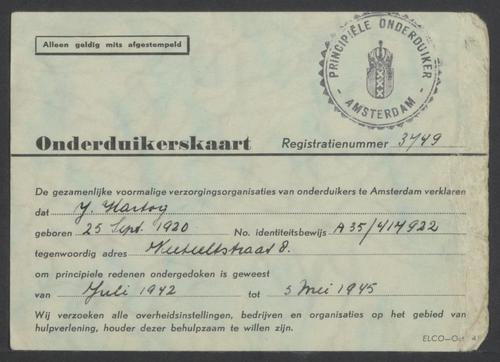 Alleen geldig mits afgestempeld
PRINCIPIËLE ONDERDUIKER
- AMSTERDAM -
Onderduikerskaart Registratienummer 3749
De gezamenlijke voormalige verzorgingsorganisaties van onderduikers te Amsterdam verklaren
dat J. Hartog
geboren 25 Sept. 1920 No. identiteitsbewijs A 35/414922
tegenwoordig adres 8.
om principiele redenen ondergedoken is geweest
van Juli 1942 tot 5 Mei 1945
Wij verzoeken alle overheidsinstellingen, bedrijven en organisaties op het gebied van
hulpverlening, houder dezer behulpzaam te willen zijn.
ELCO—Oct.